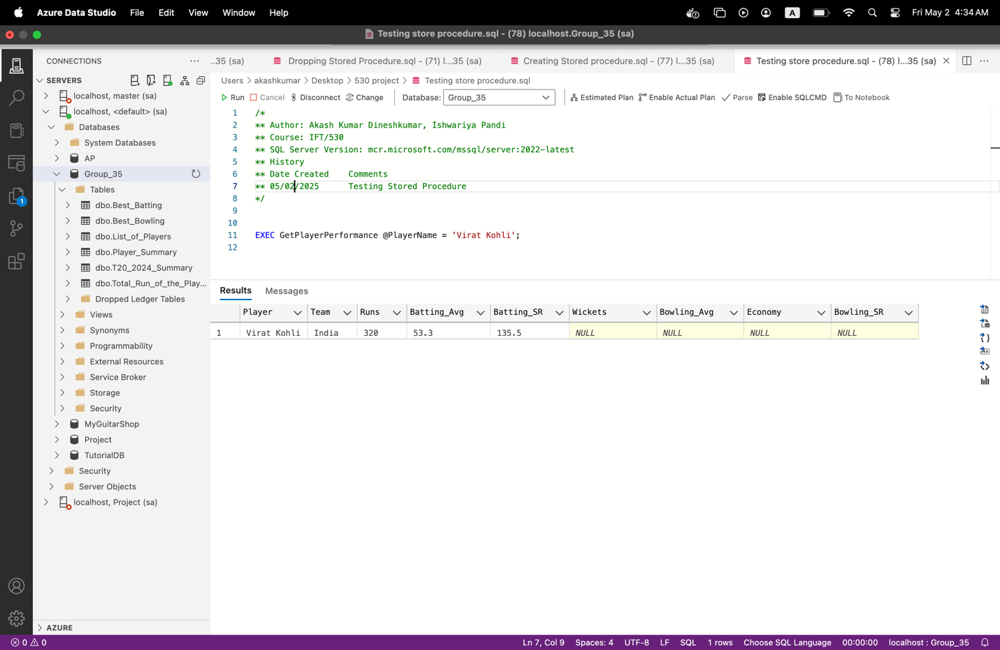 Azure Data Studio File Edit View Window Help A Fri May 2 4:34 AM
Testing store procedure.sql - (78) localhost.Group_35 (sa)
CONNECTIONS
...35 (sa) Dropping Stored Procedure.sql - (71) l...35 (sa) Creating Stored procedure.sql - (77) l...35 (sa) Testing store procedure.sql - (78) l...35 (sa)
SERVERS
Users > akashkumar > Desktop > 530 project > Testing store procedure.sql
Run Cancel Disconnect Change Database: Group_35 Estimated Plan Enable Actual Plan Parse Enable SQLCMD To Notebook
localhost, master (sa)
localhost, <default> (sa)
Databases
System Databases
AP
Group_35
Tables
dbo.Best_Batting
dbo.Best_Bowling
dbo.List_of_Players
dbo.Player_Summary
dbo.T20_2024_Summary
dbo.Total_Run_of_the_Play...
Dropped Ledger Tables
Views
Synonyms
Programmability
External Resources
Service Broker
Storage
Security
MyGuitarShop
Project
TutorialDB
Security
Server Objects
localhost, Project (sa)
AZURE
1
1 /*
2 ** Author: Akash Kumar Dineshkumar, Ishwariya Pandi
3 ** Course: IFT/530
4 ** SQL Server Version: mcr.microsoft.com/mssql/server:2022-latest
5 ** History
6 ** Date Created Comments
7 ** 05/02/2025 Testing Stored Procedure
8 */
9
10
11 EXEC GetPlayerPerformance @PlayerName = 'Virat Kohli';
12
Results Messages
Player Team Runs Batting_Avg Batting_SR Wickets Bowling_Avg Economy Bowling_SR
1 Virat Kohli India 320 53.3 135.5 NULL NULL NULL NULL
0 0 Ln 7, Col 9 Spaces: 4 UTF-8 LF SQL 1 rows Choose SQL Language 00:00:00 localhost : Group_35